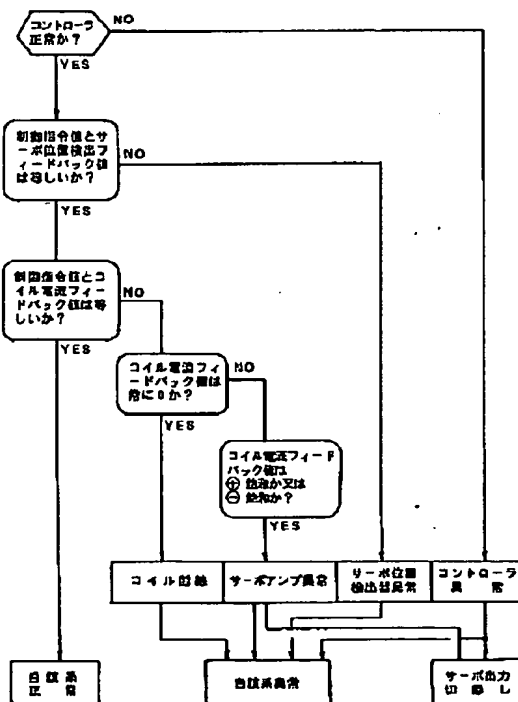 コントローラ
正常か?
NO
YES
制御指令値とサ
ーボ位置検出フ
ィードバック値
は等しいか?
NO
YES
制御指令値とコ
イル電流フィー
ドバック値は等
しいか?
NO
YES
コイル電流フィ
ードバック値は
常に0か?
NO
YES
コイル電流フィード
バック値は
⊕ 飽和か又は
⊖ 飽和か?
YES
コイル断線
サーボアンプ異常
サーボ位置
検出器異常
コントローラ
異常
自被系
正常
自被系異常
サーボ出力
切離し